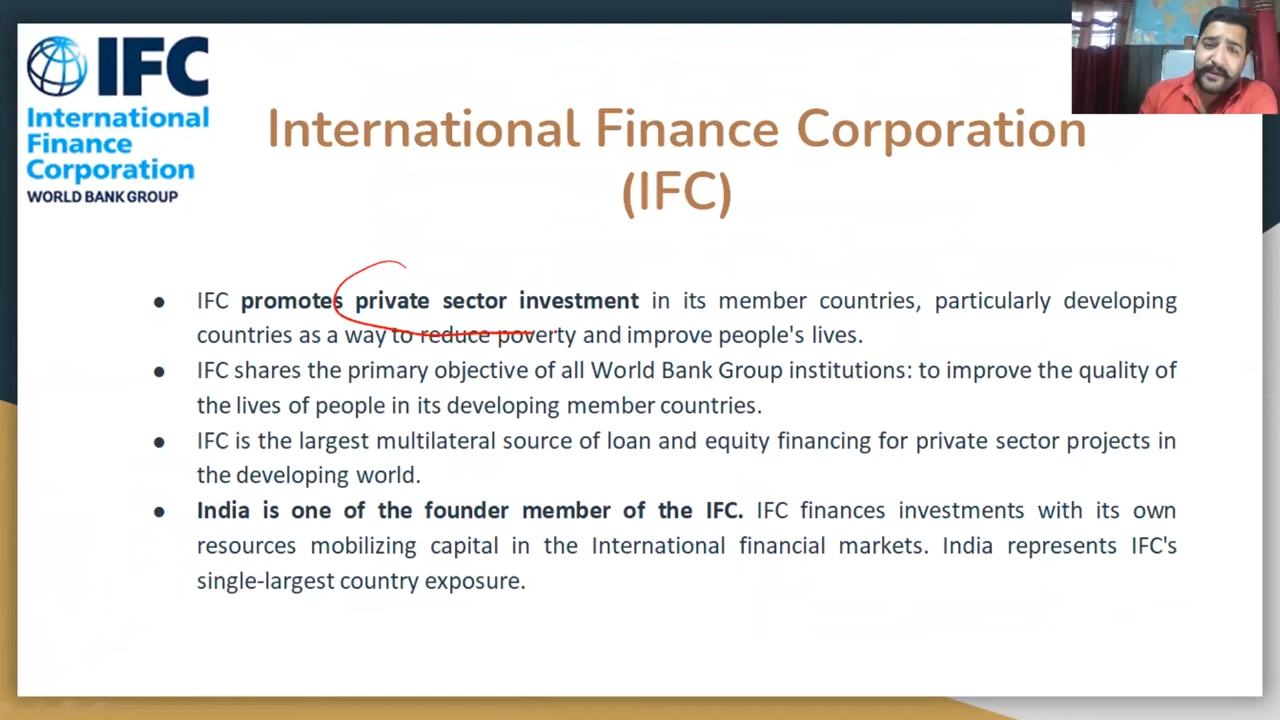 IFC
International
Finance
Corporation
WORLD BANK GROUP
International Finance Corporation
(IFC)
● IFC promotes private sector investment in its member countries, particularly developing
countries as a way to reduce poverty and improve people's lives.
● IFC shares the primary objective of all World Bank Group institutions: to improve the quality of
the lives of people in its developing member countries.
● IFC is the largest multilateral source of loan and equity financing for private sector projects in
the developing world.
● India is one of the founder member of the IFC. IFC finances investments with its own
resources mobilizing capital in the International financial markets. India represents IFC's
single-largest country exposure.